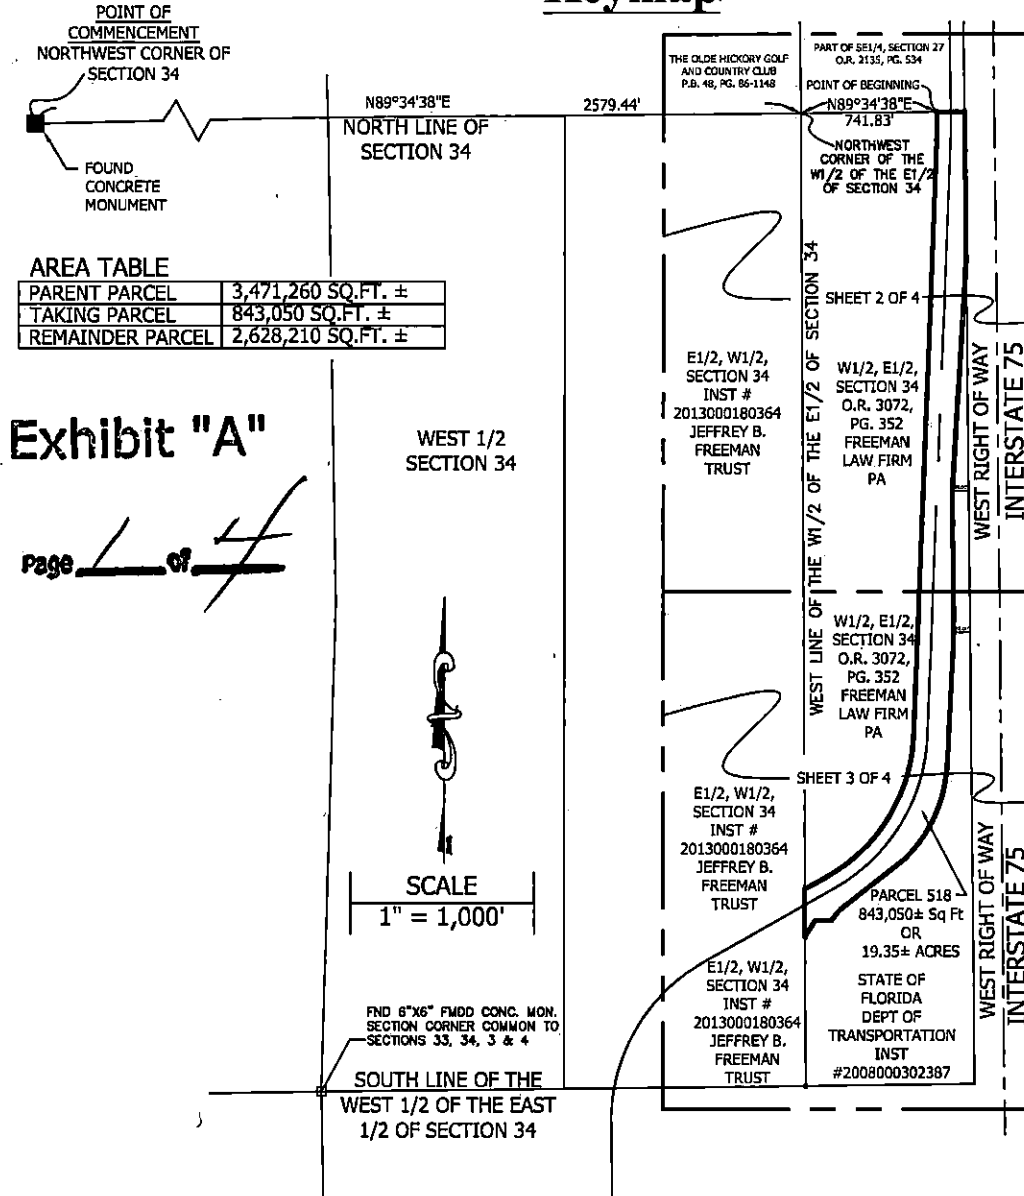 POINT OF
COMMENCEMENT
NORTHWEST CORNER OF
SECTION 34
FOUND
CONCRETE
MONUMENT
N89°34'38"E
2579.44'
NORTH LINE OF
SECTION 34
THE OLDE HICKORY GOLF
AND COUNTRY CLUB
P.B. 48, PG. 86-1148
PART OF SE1/4, SECTION 27
O.R. 2135, PG. 534
POINT OF BEGINNING
N89°34'38"E
741.83'
NORTHWEST
CORNER OF THE
W1/2 OF THE E1/2
OF SECTION 34
AREA TABLE
PARENT PARCEL 3,471,260 SQ.FT. ±
TAKING PARCEL 843,050 SQ.FT. ±
REMAINDER PARCEL 2,628,210 SQ.FT. ±
Exhibit "A"
Page 1 of 4
WEST 1/2
SECTION 34
SHEET 2 OF 4
E1/2, W1/2,
SECTION 34
INST #
2013000180364
JEFFREY B.
FREEMAN
TRUST
WEST LINE OF THE W1/2 OF THE E1/2 OF SECTION 34
W1/2, E1/2,
SECTION 34
O.R. 3072,
PG. 352
FREEMAN
LAW FIRM
PA
WEST RIGHT OF WAY
INTERSTATE 75
W1/2, E1/2,
SECTION 34
O.R. 3072,
PG. 352
FREEMAN
LAW FIRM
PA
SHEET 3 OF 4
E1/2, W1/2,
SECTION 34
INST #
2013000180364
JEFFREY B.
FREEMAN
TRUST
SCALE
1" = 1,000'
PARCEL 518
843,050± Sq Ft
OR
19.35± ACRES
WEST RIGHT OF WAY
INTERSTATE 75
E1/2, W1/2,
SECTION 34
INST #
2013000180364
JEFFREY B.
FREEMAN
TRUST
STATE OF
FLORIDA
DEPT OF
TRANSPORTATION
INST
#2008000302387
FND 6"X6" FMDD CONC. MON.
SECTION CORNER COMMON TO
SECTIONS 33, 34, 3 & 4
SOUTH LINE OF THE
WEST 1/2 OF THE EAST
1/2 OF SECTION 34